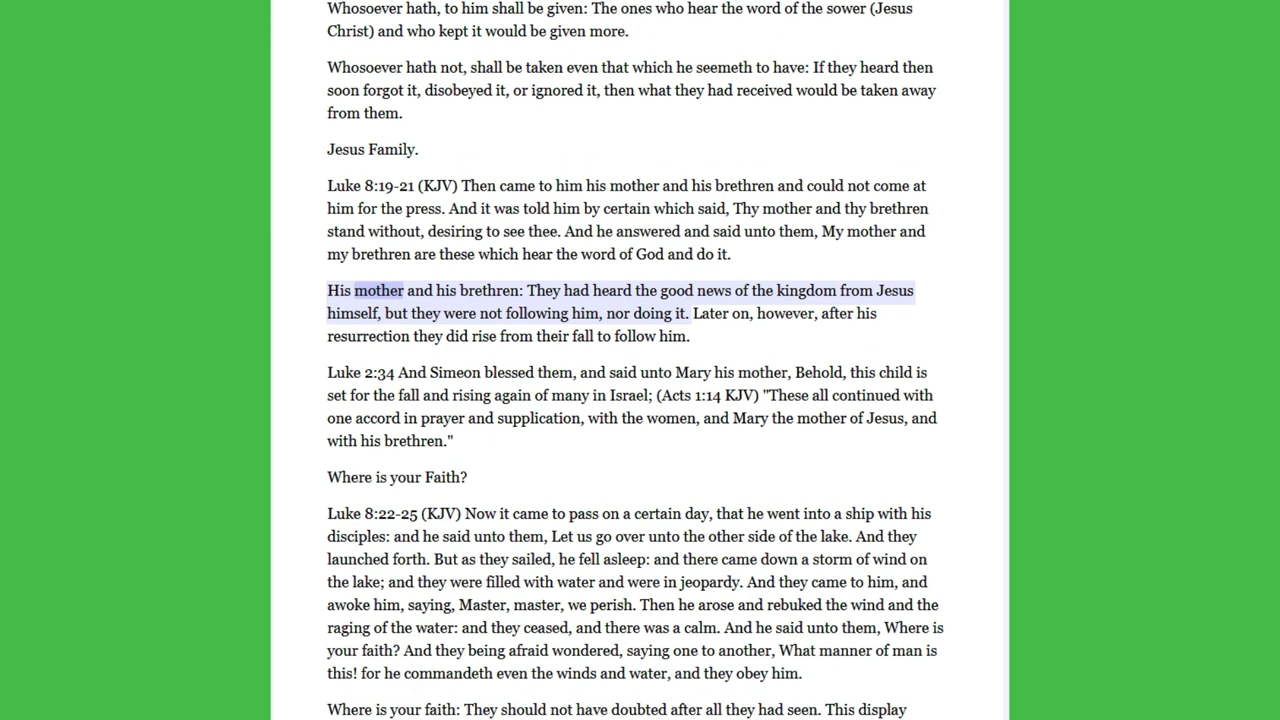 Whosoever hath, to him shall be given: The ones who hear the word of the sower (Jesus
Christ) and who kept it would be given more.
Whosoever hath not, shall be taken even that which he seemeth to have: If they heard then
soon forgot it, disobeyed it, or ignored it, then what they had received would be taken away
from them.
Jesus Family.
Luke 8:19-21 (KJV) Then came to him his mother and his brethren and could not come at
him for the press. And it was told him by certain which said, Thy mother and thy brethren
stand without, desiring to see thee. And he answered and said unto them, My mother and
my brethren are these which hear the word of God and do it.
His mother and his brethren: They had heard the good news of the kingdom from Jesus
himself, but they were not following him, nor doing it. Later on, however, after his
resurrection they did rise from their fall to follow him.
Luke 2:34 And Simeon blessed them, and said unto Mary his mother, Behold, this child is
set for the fall and rising again of many in Israel; (Acts 1:14 KJV) "These all continued with
one accord in prayer and supplication, with the women, and Mary the mother of Jesus, and
with his brethren."
Where is your Faith?
Luke 8:22-25 (KJV) Now it came to pass on a certain day, that he went into a ship with his
disciples: and he said unto them, Let us go over unto the other side of the lake. And they
launched forth. But as they sailed, he fell asleep: and there came down a storm of wind on
the lake; and they were filled with water and were in jeopardy. And they came to him, and
awoke him, saying, Master, master, we perish. Then he arose and rebuked the wind and the
raging of the water: and they ceased, and there was a calm. And he said unto them, Where is
your faith? And they being afraid wondered, saying one to another, What manner of man is
this! for he commandeth even the winds and water, and they obey him.
Where is your faith: They should not have doubted after all they had seen. This display